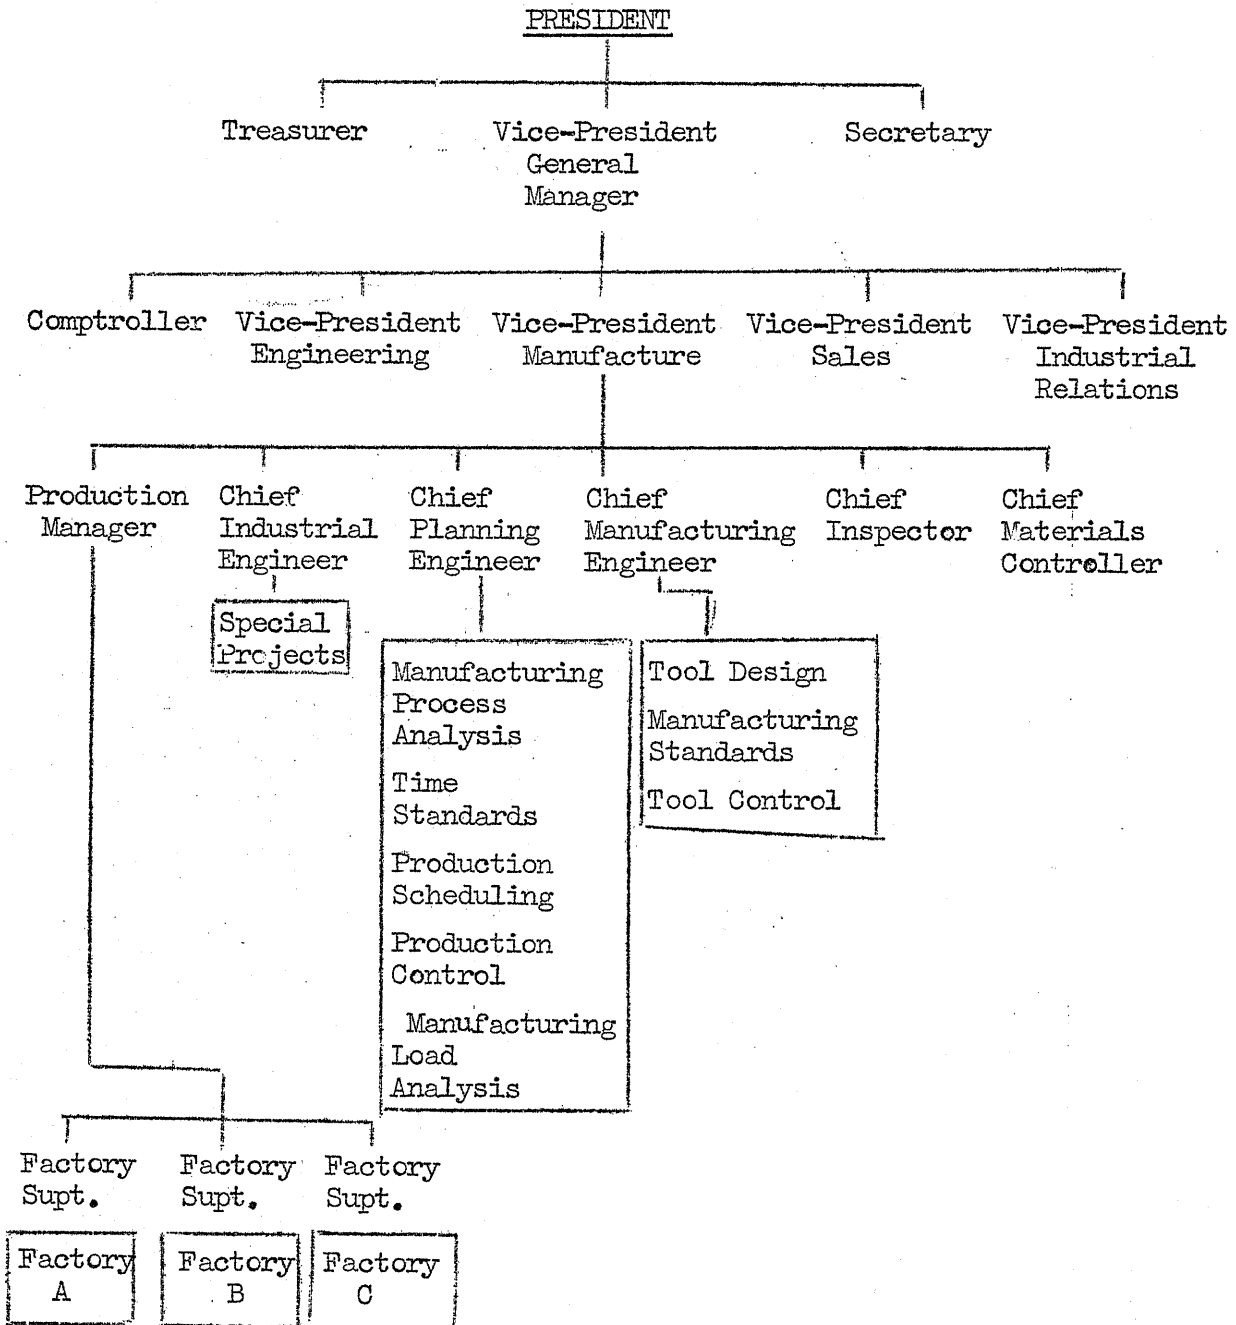 PRESIDENT
Treasurer
Vice-President
General
Manager
Secretary
Comptroller
Vice-President
Engineering
Vice-President
Manufacture
Vice-President
Sales
Vice-President
Industrial
Relations
Production
Manager
Chief
Industrial
Engineer
Chief
Planning
Engineer
Chief
Manufacturing
Engineer
Chief
Inspector
Chief
Materials
Controller
Special
Projects
Manufacturing
Process
Analysis
Time
Standards
Production
Scheduling
Production
Control
Manufacturing
Load
Analysis
Tool Design
Manufacturing
Standards
Tool Control
Factory
Supt.
Factory
Supt.
Factory
Supt.
Factory
A
Factory
B
Factory
C